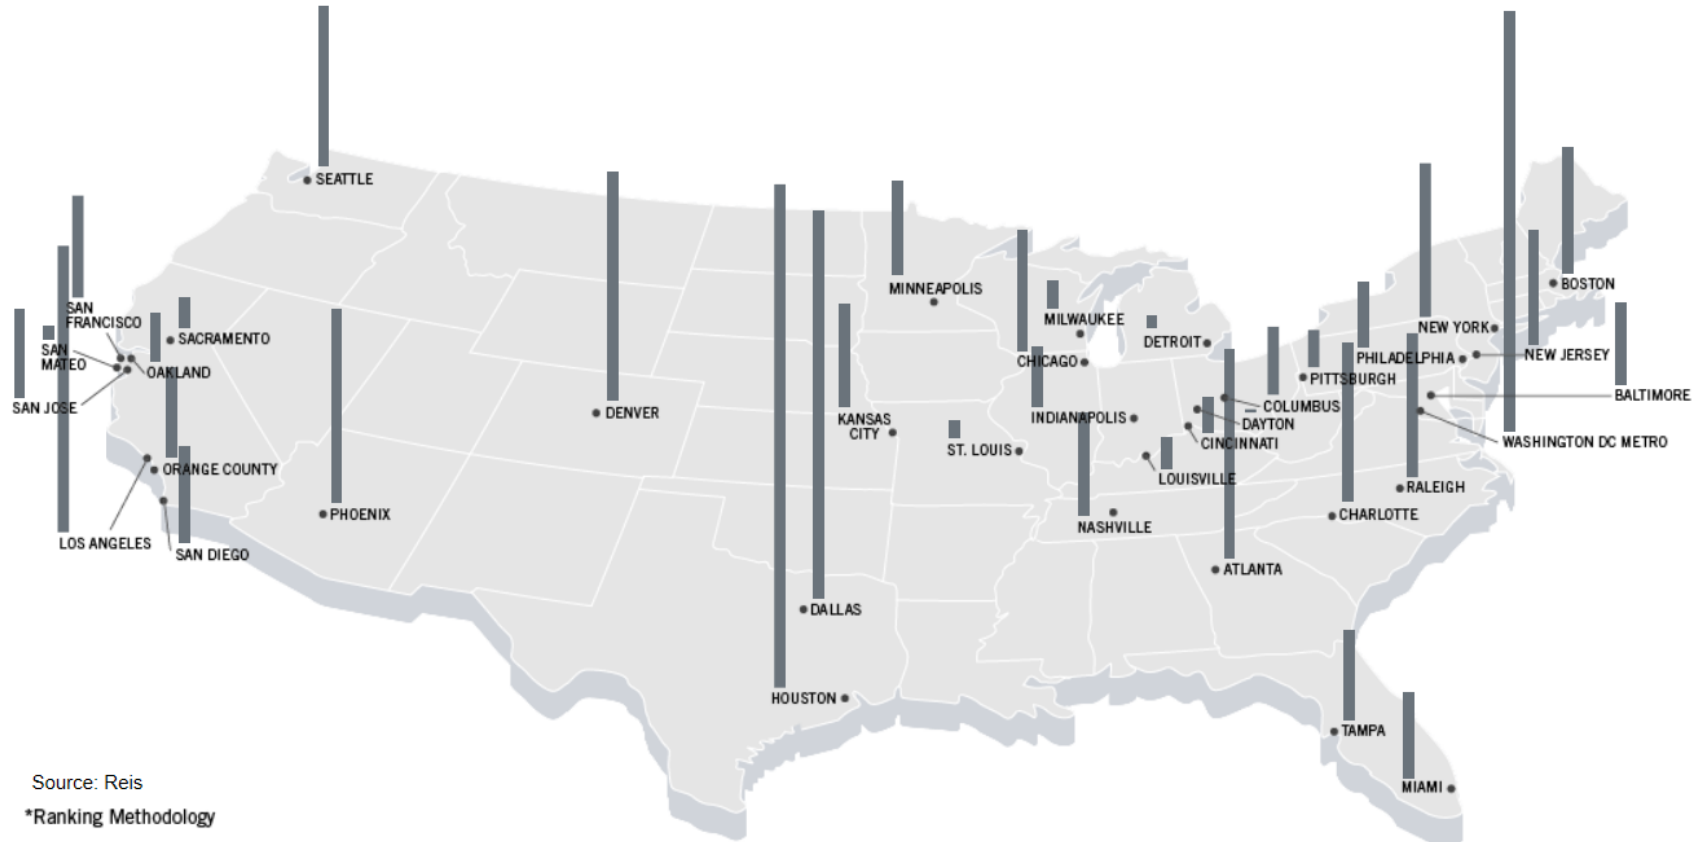 SEATTLE
MINNEAPOLIS
BOSTON
SAN
FRANCISCO
MILWAUKEE
NEW YORK
SACRAMENTO
DETROIT
SAN
MATEO
CHICAGO
PHILADELPHIA
NEW JERSEY
OAKLAND
PITTSBURGH
BALTIMORE
SAN JOSE
DENVER
KANSAS
CITY
INDIANAPOLIS
COLUMBUS
DAYTON
CINCINNATI
WASHINGTON DC METRO
ST. LOUIS
ORANGE COUNTY
LOUISVILLE
RALEIGH
PHOENIX
NASHVILLE
CHARLOTTE
LOS ANGELES
SAN DIEGO
ATLANTA
DALLAS
HOUSTON
TAMPA
MIAMI
Source: Reis
*Ranking Methodology